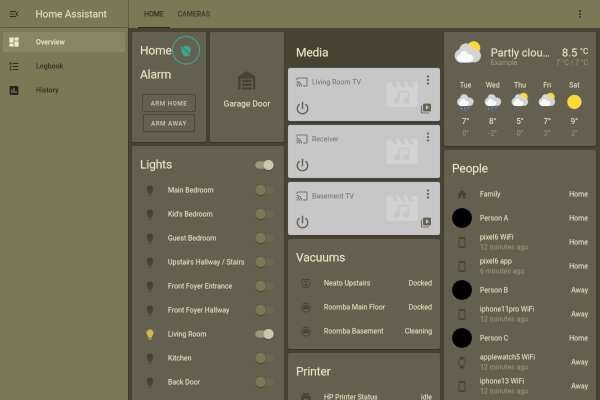 Home Assistant
HOME
CAMERAS
Overview
Logbook
History
Home Alarm
ARM HOME
ARM AWAY
Garage Door
Lights
Main Bedroom
Kid's Bedroom
Guest Bedroom
Upstairs Hallway / Stairs
Front Foyer Entrance
Front Foyer Hallway
Living Room
Kitchen
Back Door
Media
Living Room TV
Receiver
Basement TV
Vacuums
Neato Upstairs Docked
Roomba Main Floor Docked
Roomba Basement Cleaning
Printer
HP Printer Status idle
Partly clou... 8.5 °C
Example 7 °C / 7 °C
Tue Wed Thu Fri Sat
7° 8° 5° 7° 9°
0° -2° 0° 2° 2°
People
Family Home
Person A Home
pixel6 WiFi Home
12 minutes ago
pixel6 app Home
6 minutes ago
Person B Away
iphone11pro WiFi Away
12 minutes ago
Person C Home
applewatch5 WiFi Away
12 minutes ago
iphone13 WiFi Away
12 minutes ago